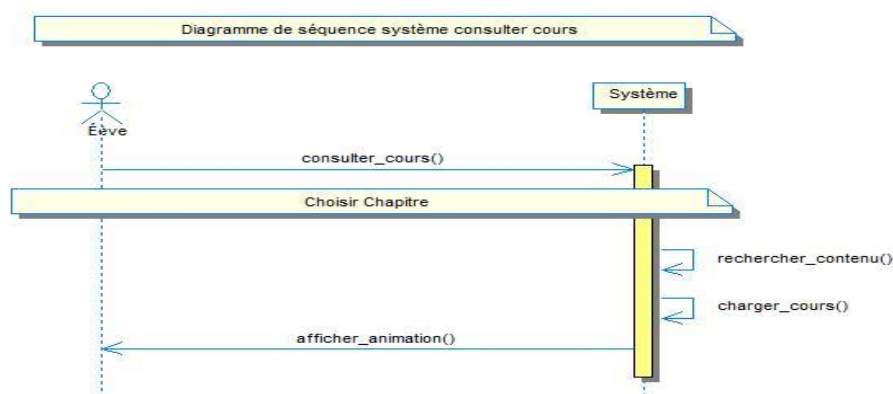 Diagramme de séquence système consulter cours
Système
Éève
consulter_cours()
Choisir Chapitre
rechercher_contenu()
charger_cours()
afficher_animation()